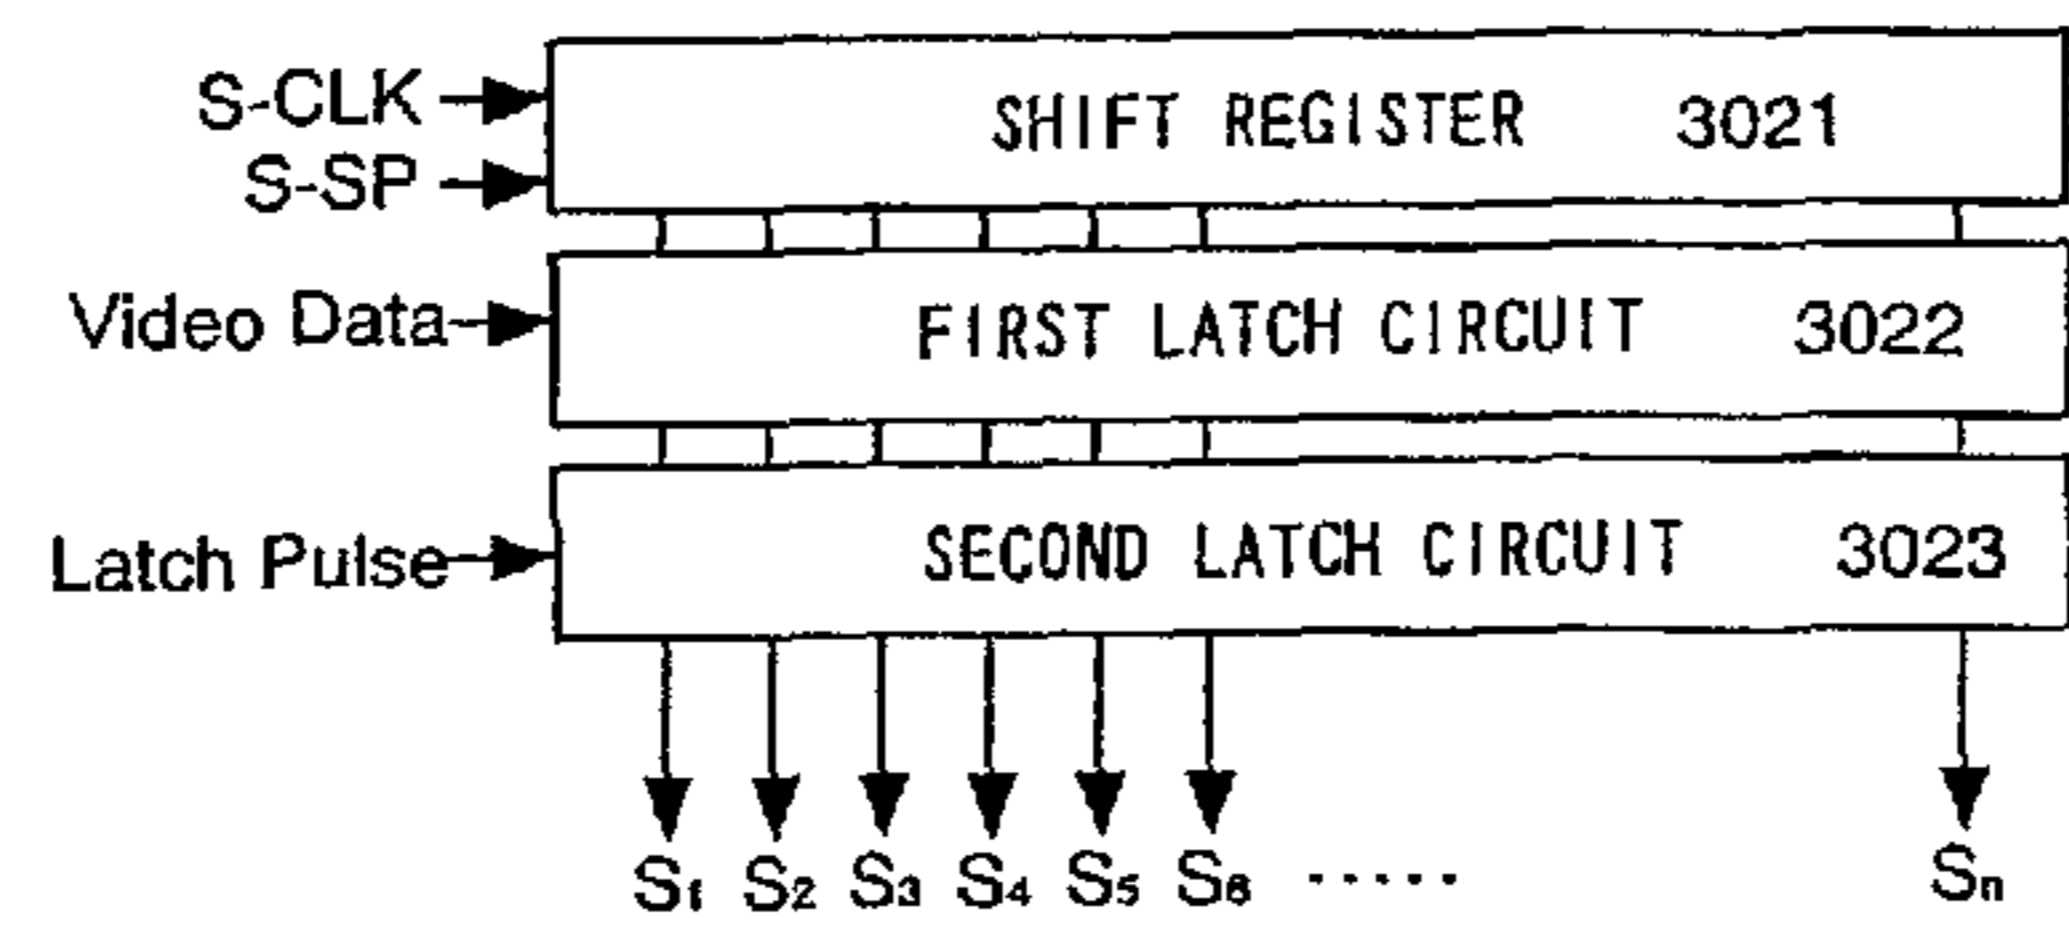 S-CLK
SHIFT REGISTER 3021
S-SP
Video Data
FIRST LATCH CIRCUIT 3022
Latch Pulse
SECOND LATCH CIRCUIT 3023
S1 S2 S3 S4 S5 S6 ..... Sn